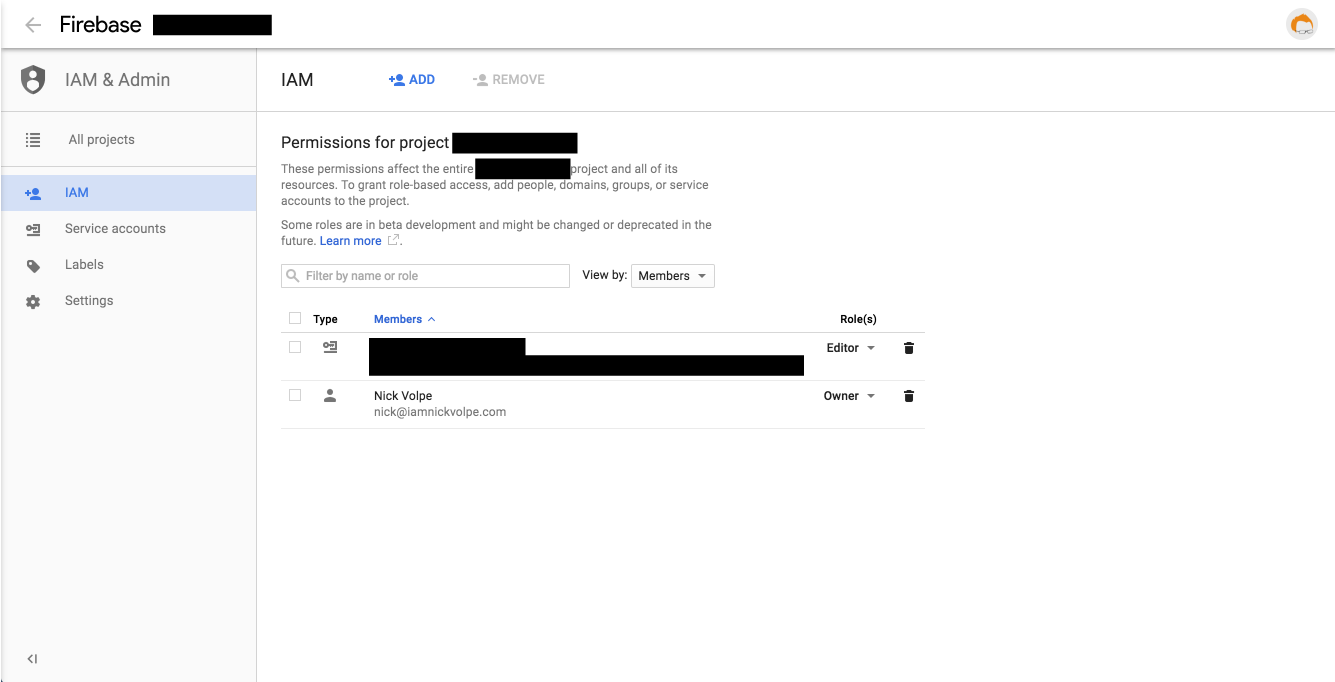 Firebase
IAM & Admin
IAM
ADD
REMOVE
All projects
IAM
Service accounts
Labels
Settings
Permissions for project
These permissions affect the entire project and all of its
resources. To grant role-based access, add people, domains, groups, or service
accounts to the project.
Some roles are in beta development and might be changed or deprecated in the
future. Learn more .
Filter by name or role
View by: Members
Type Members Role(s)
Editor
Nick Volpe Owner
nick@iamnickvolpe.com